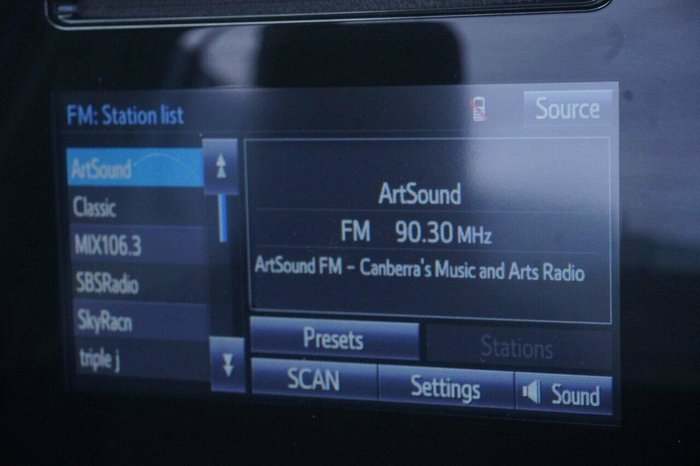 FM: Station list
Source
ArtSound
Classic
MIX106.3
SBSRadio
SkyRacn
triple j
ArtSound
FM 90.30 MHz
ArtSound FM - Canberra's Music and Arts Radio
Presets
Stations
SCAN
Settings
Sound